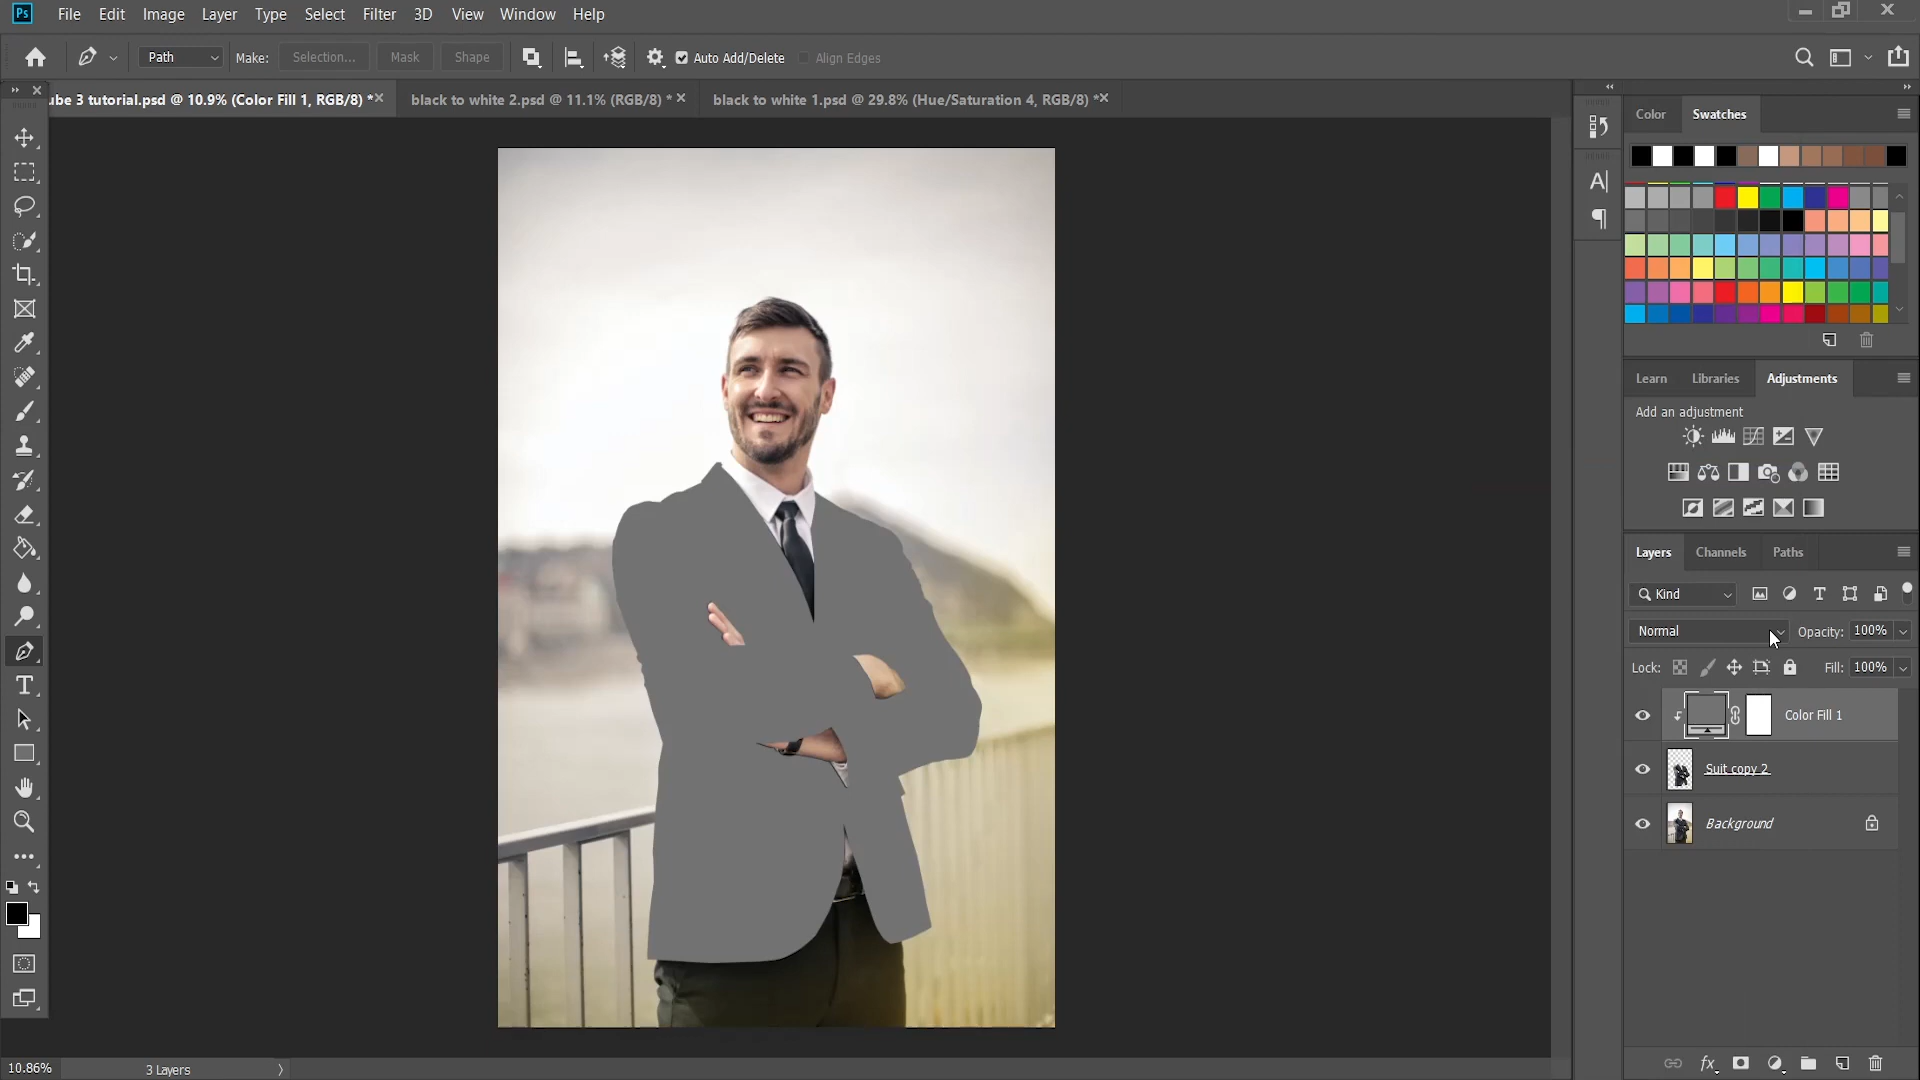 Ps File Edit Image Layer Type Select Filter 3D View Window Help
Path Make: Selection... Mask Shape Auto Add/Delete Align Edges
ube 3 tutorial.psd @ 10.9% (Color Fill 1, RGB/8) * black to white 2.psd @ 11.1% (RGB/8) * black to white 1.psd @ 29.8% (Hue/Saturation 4, RGB/8) *
Color Swatches
Learn Libraries Adjustments
Add an adjustment
Layers Channels Paths
Kind
Normal Opacity: 100%
Lock: Fill: 100%
Color Fill 1
Suit copy 2
Background
10.86% 3 Layers